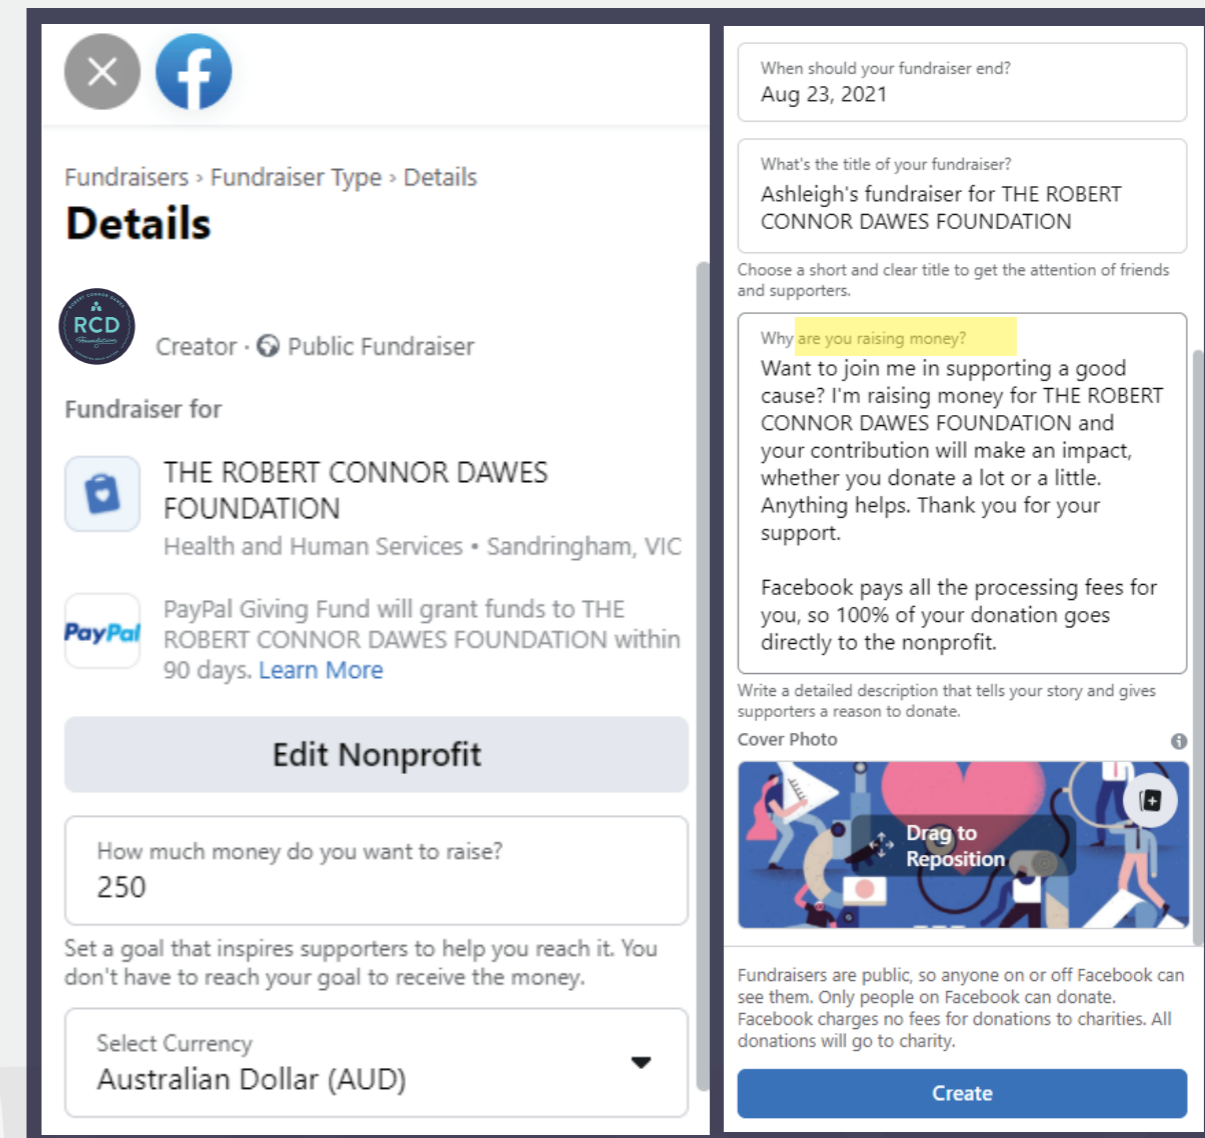 Fundraisers › Fundraiser Type › Details
Details
RCD
Creator · Public Fundraiser
Fundraiser for
THE ROBERT CONNOR DAWES
FOUNDATION
Health and Human Services • Sandringham, VIC
PayPal
PayPal Giving Fund will grant funds to THE
ROBERT CONNOR DAWES FOUNDATION within
90 days. Learn More
Edit Nonprofit
How much money do you want to raise?
250
Set a goal that inspires supporters to help you reach it. You
don't have to reach your goal to receive the money.
Select Currency
Australian Dollar (AUD)
When should your fundraiser end?
Aug 23, 2021
What's the title of your fundraiser?
Ashleigh's fundraiser for THE ROBERT
CONNOR DAWES FOUNDATION
Choose a short and clear title to get the attention of friends
and supporters.
Why are you raising money?
Want to join me in supporting a good
cause? I'm raising money for THE ROBERT
CONNOR DAWES FOUNDATION and
your contribution will make an impact,
whether you donate a lot or a little.
Anything helps. Thank you for your
support.
Facebook pays all the processing fees for
you, so 100% of your donation goes
directly to the nonprofit.
Write a detailed description that tells your story and gives
supporters a reason to donate.
Cover Photo
Drag to
Reposition
Fundraisers are public, so anyone on or off Facebook can
see them. Only people on Facebook can donate.
Facebook charges no fees for donations to charities. All
donations will go to charity.
Create